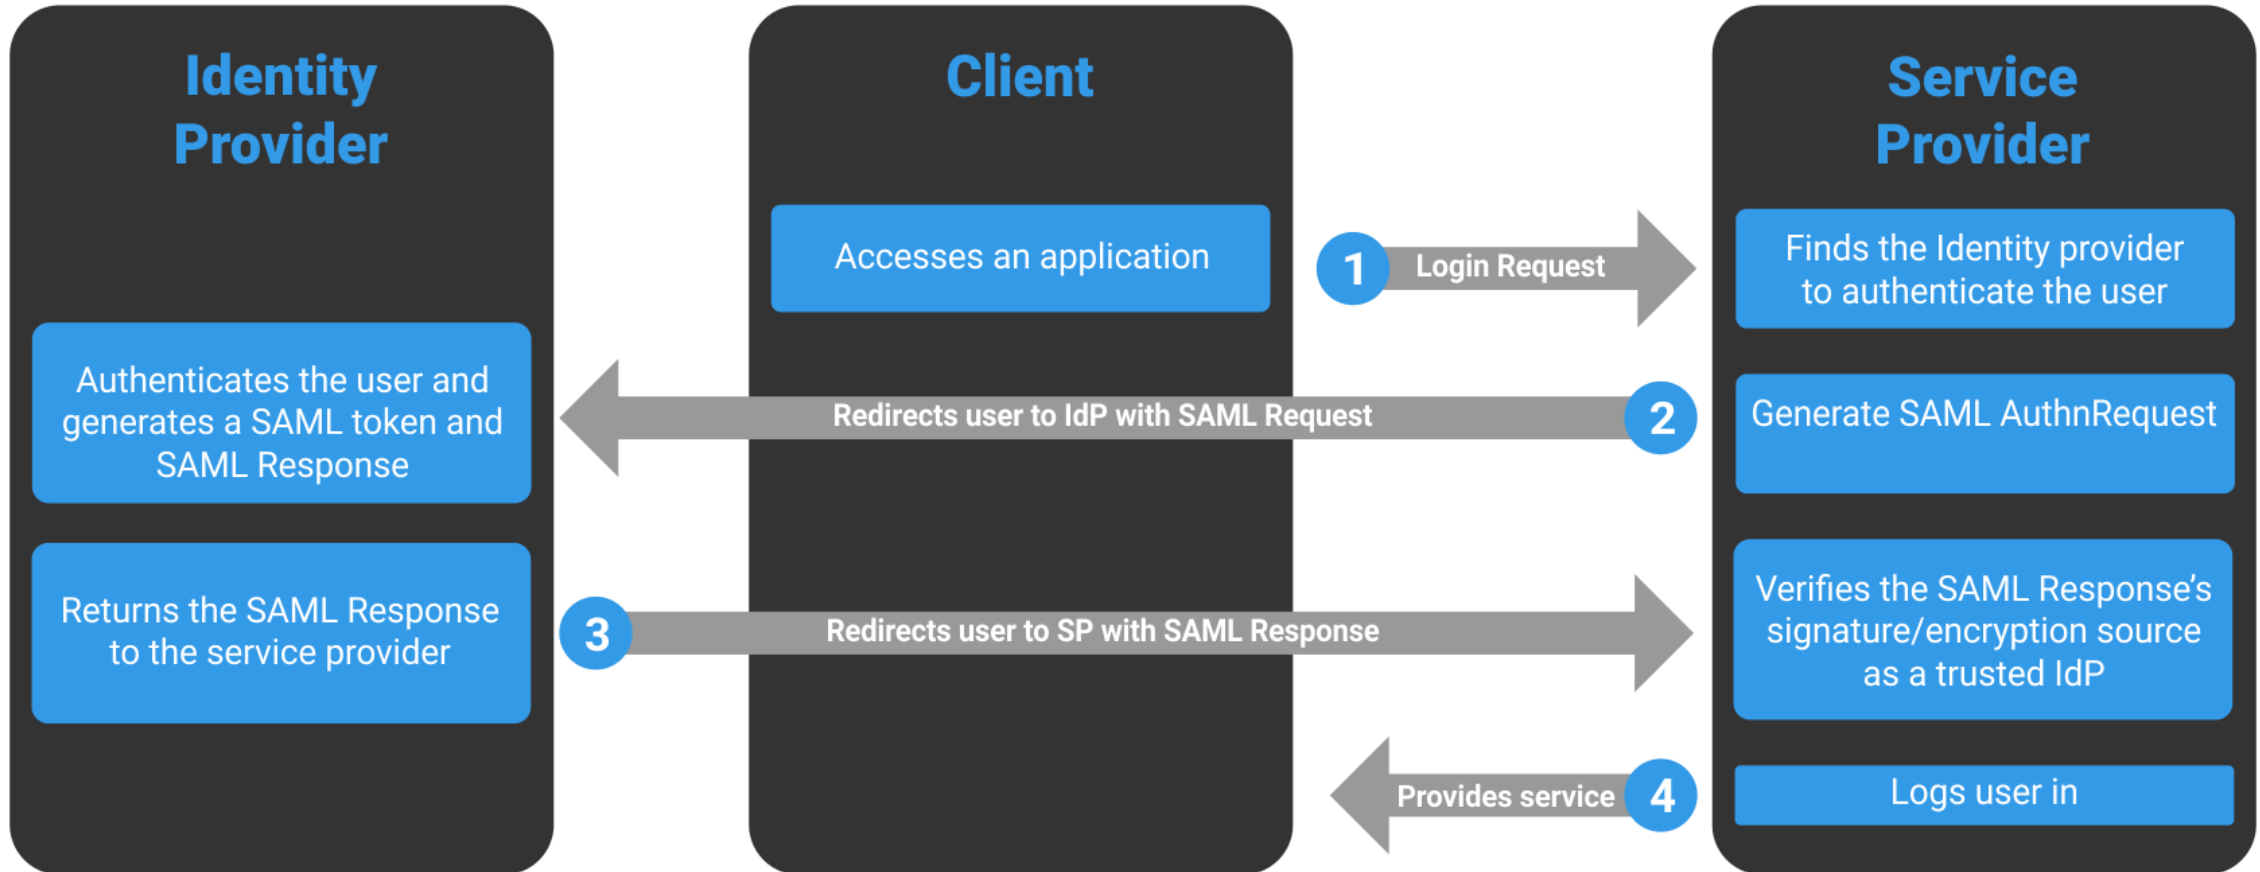 Identity
Provider
Client
Service
Provider
Accesses an application
1
Login Request
Finds the Identity provider
to authenticate the user
Authenticates the user and
generates a SAML token and
SAML Response
Redirects user to IdP with SAML Request
2
Generate SAML AuthnRequest
Returns the SAML Response
to the service provider
3
Redirects user to SP with SAML Response
Verifies the SAML Response’s
signature/encryption source
as a trusted IdP
Provides service
4
Logs user in